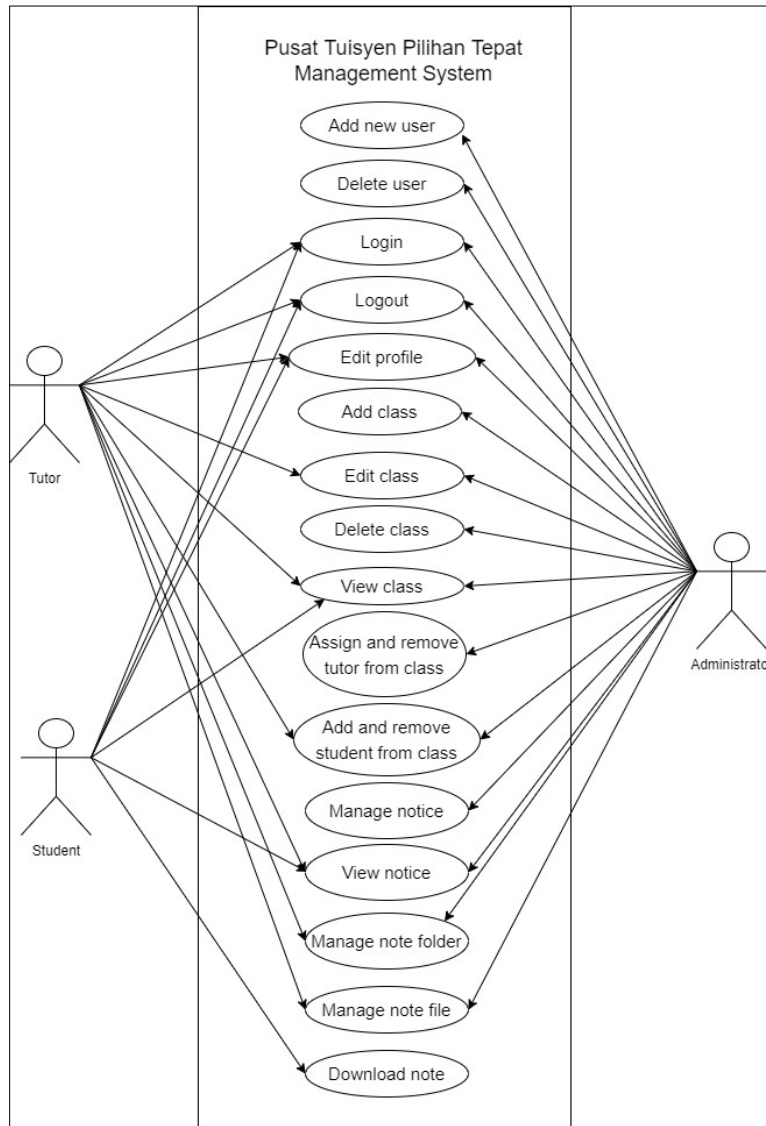 Pusat Tuisyen Pilihan Tepat
Management System
Add new user
Delete user
Login
Logout
Edit profile
Add class
Edit class
Tutor
Delete class
View class
Assign and remove
tutor from class
Administrato
Add and remove
student from class
Manage notice
Student
View notice
Manage note folder
Manage note file
Download note